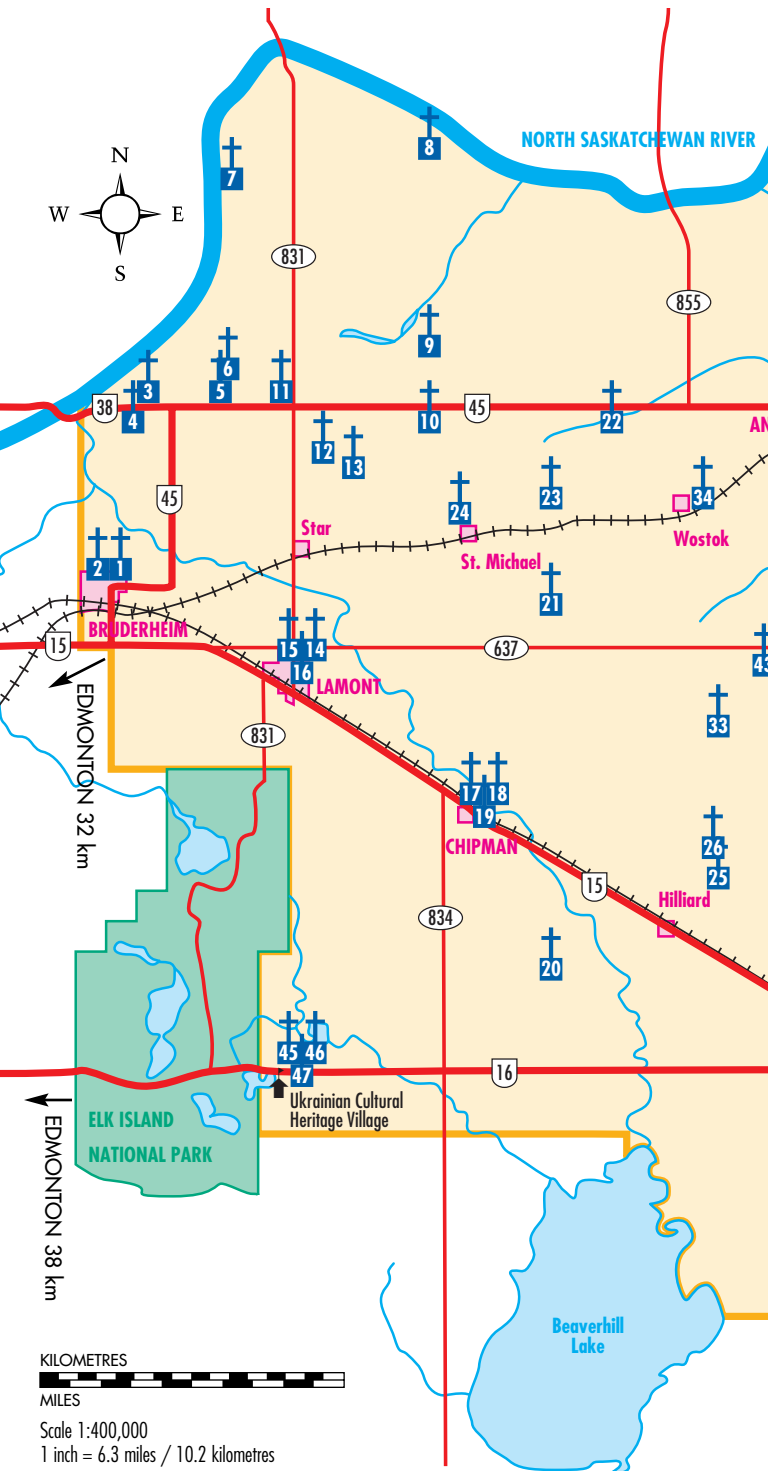 N
W E
S
NORTH SASKATCHEWAN RIVER
8
7
831
855
9
6
3
5
11
4
38
10
45
22
AN
12
13
45
24
23
34
Star
St. Michael
Wostok
2 1
21
BRUDERHEIM
15
15 14
637
43
16
LAMONT
33
EDMONTON 32 km
831
17 18
19
CHIPMAN
26
25
15
Hilliard
834
20
45 46
47
16
Ukrainian Cultural
Heritage Village
ELK ISLAND
NATIONAL PARK
EDMONTON 38 km
Beaverhill
Lake
KILOMETRES
MILES
Scale 1:400,000
1 inch = 6.3 miles / 10.2 kilometres